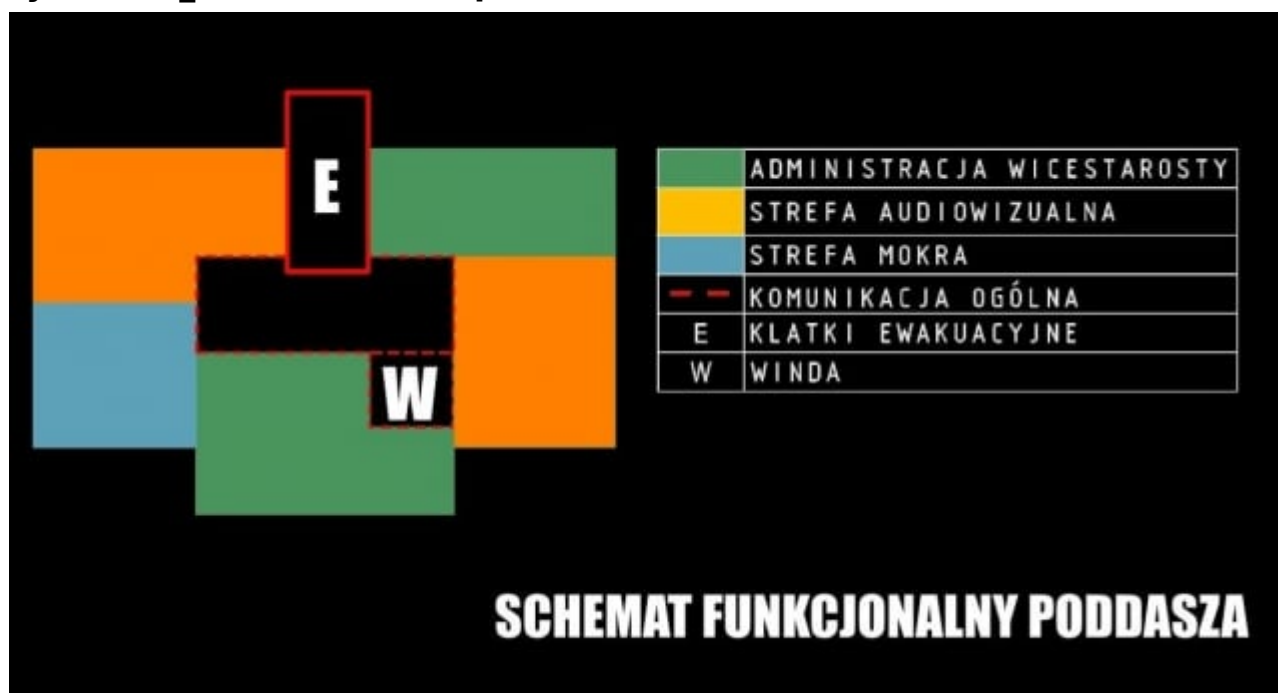 E
W
ADMINISTRACJA WICESTAROSTY
STREFA AUDIOWIZUALNA
STREFA MOKRA
KOMUNIKACJA OGÓLNA
E KLATKI EWAKUACYJNE
W WINDA
SCHEMAT FUNKCJONALNY PODDASZA